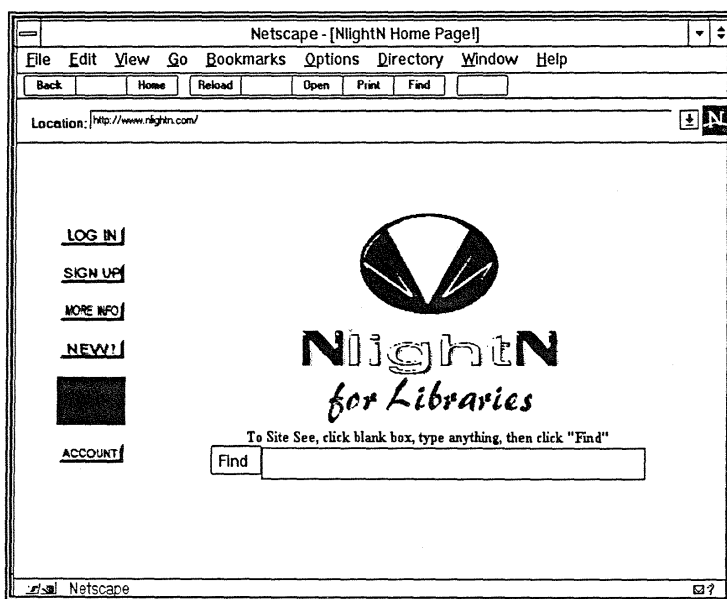 Netscape - [NlightN Home Page!]
File Edit View Go Bookmarks Options Directory Window Help
Back Home Reload Open Print Find
Location: http://www.nlightn.com/
N
LOG IN
SIGN UP
MORE INFO
NEW?
ACCOUNT
NlightN
for Libraries
To Site See, click blank box, type anything, then click "Find"
Find
Netscape
?